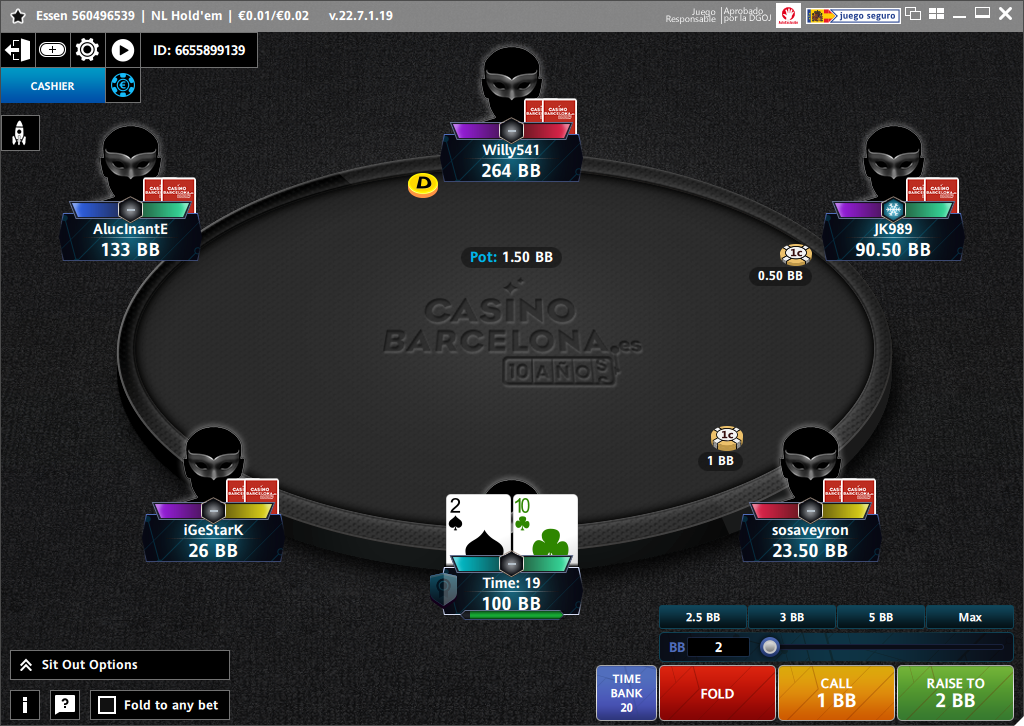 Essen 560496539 | NL Hold'em | €0.01/€0.02 v.22.7.1.19
Juego Responsable
Aprobado por la DGOJ
juego seguro
ID: 6655899139
CASHIER
Willy541
264 BB
D
AlucInantE
133 BB
JK989
90.50 BB
Pot: 1.50 BB
1c
0.50 BB
CASINO
BARCELONA.es
10 AÑOS
1c
1 BB
iGeStarK
26 BB
2
10
Time: 19
100 BB
sosaveyron
23.50 BB
2.5 BB 3 BB 5 BB Max
BB 2
Sit Out Options
Fold to any bet
TIME BANK 20
FOLD
CALL 1 BB
RAISE TO 2 BB